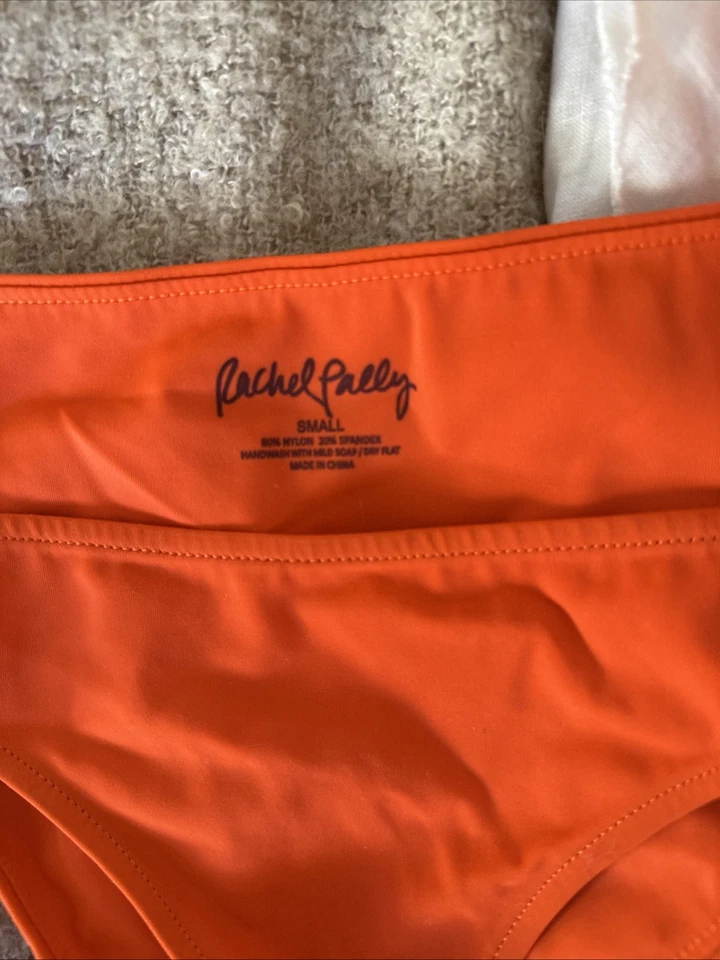 Rachel Pally
SMALL
80% NYLON 20% SPANDEX
HANDWASH WITH MILD SOAP / DRY FLAT
MADE IN CHINA